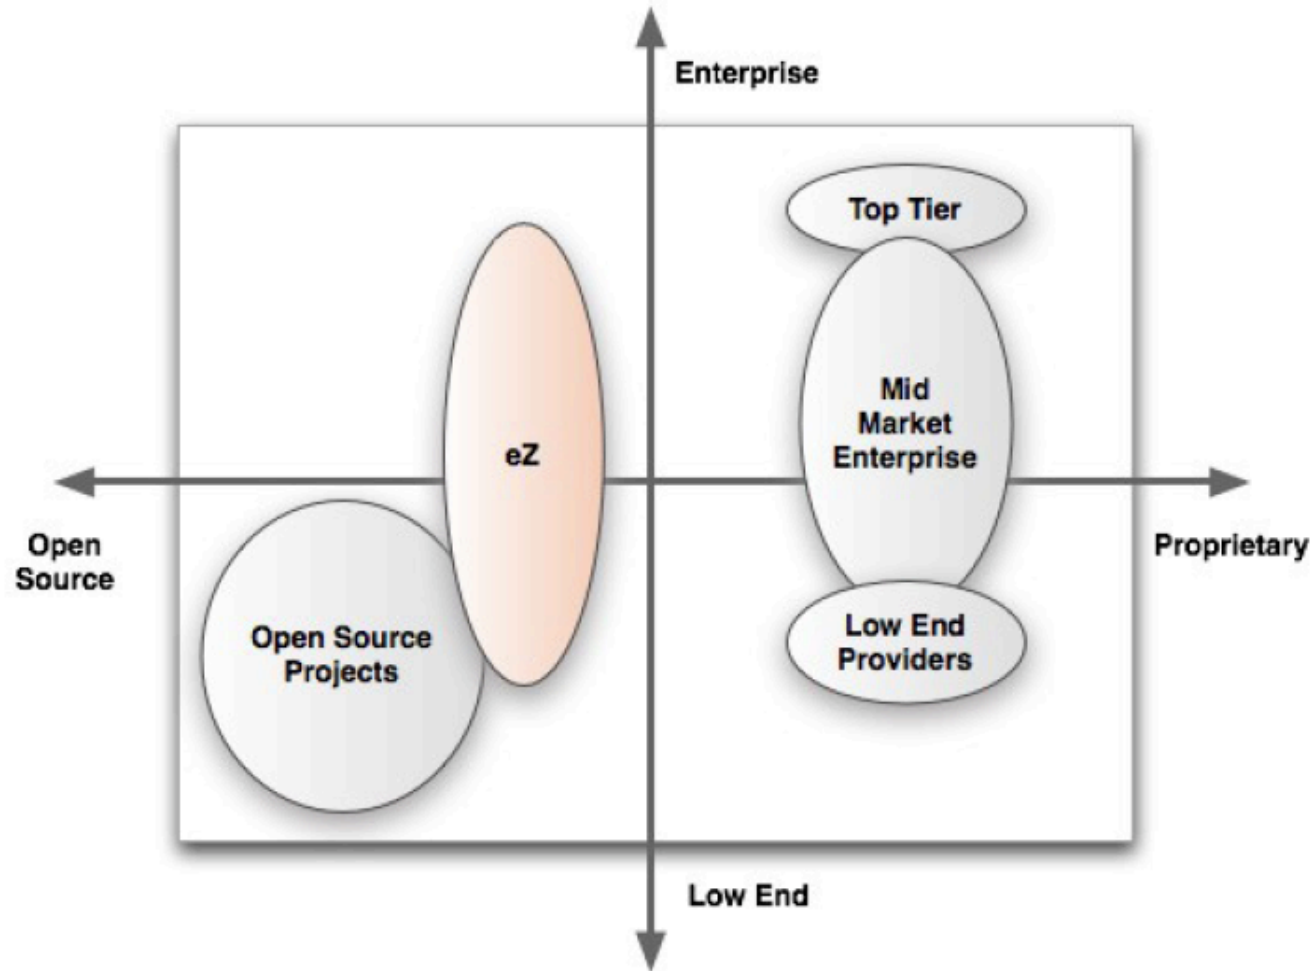 Enterprise
Top Tier
Mid
Market
Enterprise
eZ
Open
Source
Proprietary
Open Source
Projects
Low End
Providers
Low End